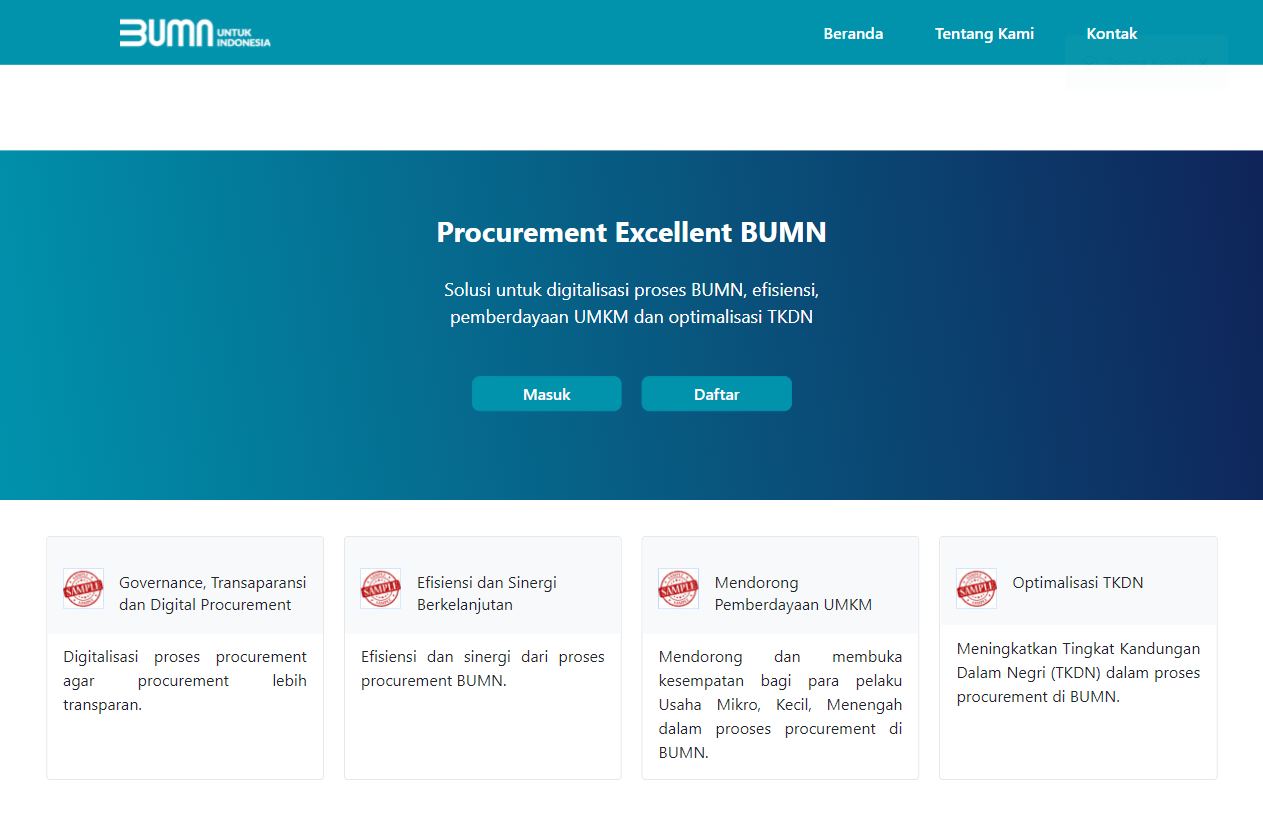 BUMN UNTUK INDONESIA
Beranda Tentang Kami Kontak
Procurement Excellent BUMN
Solusi untuk digitalisasi proses BUMN, efisiensi,
pemberdayaan UMKM dan optimalisasi TKDN
Masuk Daftar
SAMPLE
Governance, Transaparansi
dan Digital Procurement
Digitalisasi proses procurement
agar procurement lebih
transparan.
SAMPLE
Efisiensi dan Sinergi
Berkelanjutan
Efisiensi dan sinergi dari proses
procurement BUMN.
SAMPLE
Mendorong
Pemberdayaan UMKM
Mendorong dan membuka
kesempatan bagi para pelaku
Usaha Mikro, Kecil, Menengah
dalam prooses procurement di
BUMN.
SAMPLE
Optimalisasi TKDN
Meningkatkan Tingkat Kandungan
Dalam Negri (TKDN) dalam proses
procurement di BUMN.